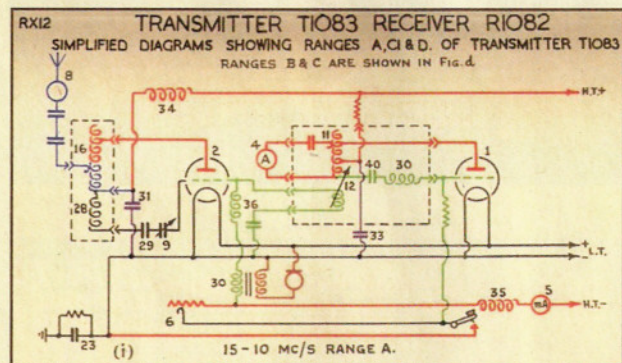 RX12 TRANSMITTER T1083 RECEIVER R1082
SIMPLIFIED DIAGRAMS SHOWING RANGES A,C1 & D. OF TRANSMITTER T1083
RANGES B & C ARE SHOWN IN Fig.d
8
34
H.T.+
16
2
4
A
11
1
40
30
12
31
28
36
29
9
33
+
L.T.
-
30
6
35
5
mA
H.T.-
23
(i)
15-10 MC/S RANGE A.